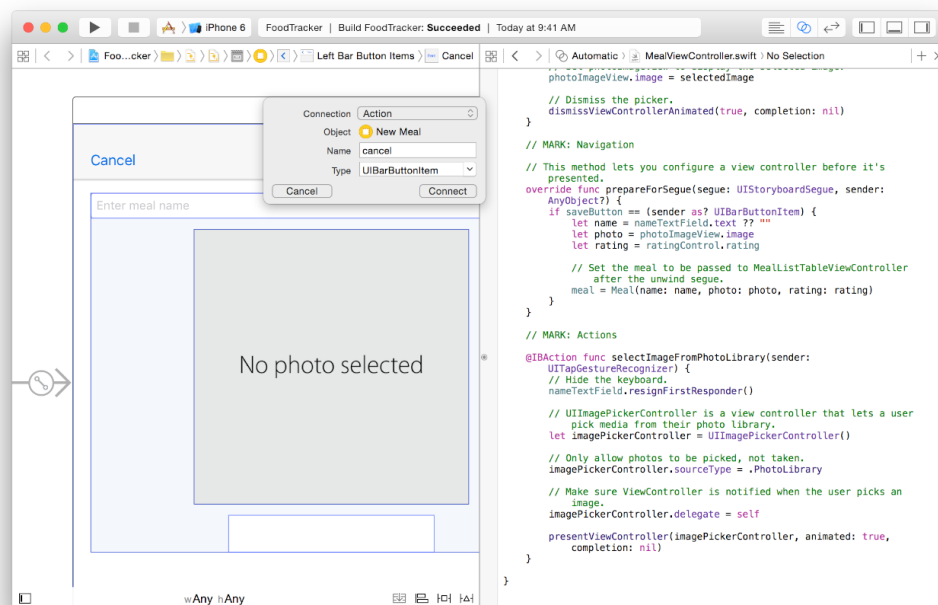 iPhone 6
FoodTracker | Build FoodTracker: Succeeded | Today at 9:41 AM
Foo...cker
Left Bar Button Items
Cancel
Automatic
MealViewController.swift
No Selection
Connection
Action
Object
New Meal
Name
cancel
Type
UIBarButtonItem
Cancel
Connect
Cancel
Enter meal name
No photo selected
wAny hAny
photoImageView.image = selectedImage
// Dismiss the picker.
dismissViewControllerAnimated(true, completion: nil)
}
// MARK: Navigation
// This method lets you configure a view controller before it's
presented.
override func prepareForSegue(segue: UIStoryboardSegue, sender:
AnyObject?) {
if saveButton === (sender as? UIBarButtonItem) {
let name = nameTextField.text ?? ""
let photo = photoImageView.image
let rating = ratingControl.rating
// Set the meal to be passed to MealListTableViewController
after the unwind segue.
meal = Meal(name: name, photo: photo, rating: rating)
}
}
// MARK: Actions
@IBAction func selectImageFromPhotoLibrary(sender:
UITapGestureRecognizer) {
// Hide the keyboard.
nameTextField.resignFirstResponder()
// UIImagePickerController is a view controller that lets a user
pick media from their photo library.
let imagePickerController = UIImagePickerController()
// Only allow photos to be picked, not taken.
imagePickerController.sourceType = .PhotoLibrary
// Make sure ViewController is notified when the user picks an
image.
imagePickerController.delegate = self
presentViewController(imagePickerController, animated: true,
completion: nil)
}
}